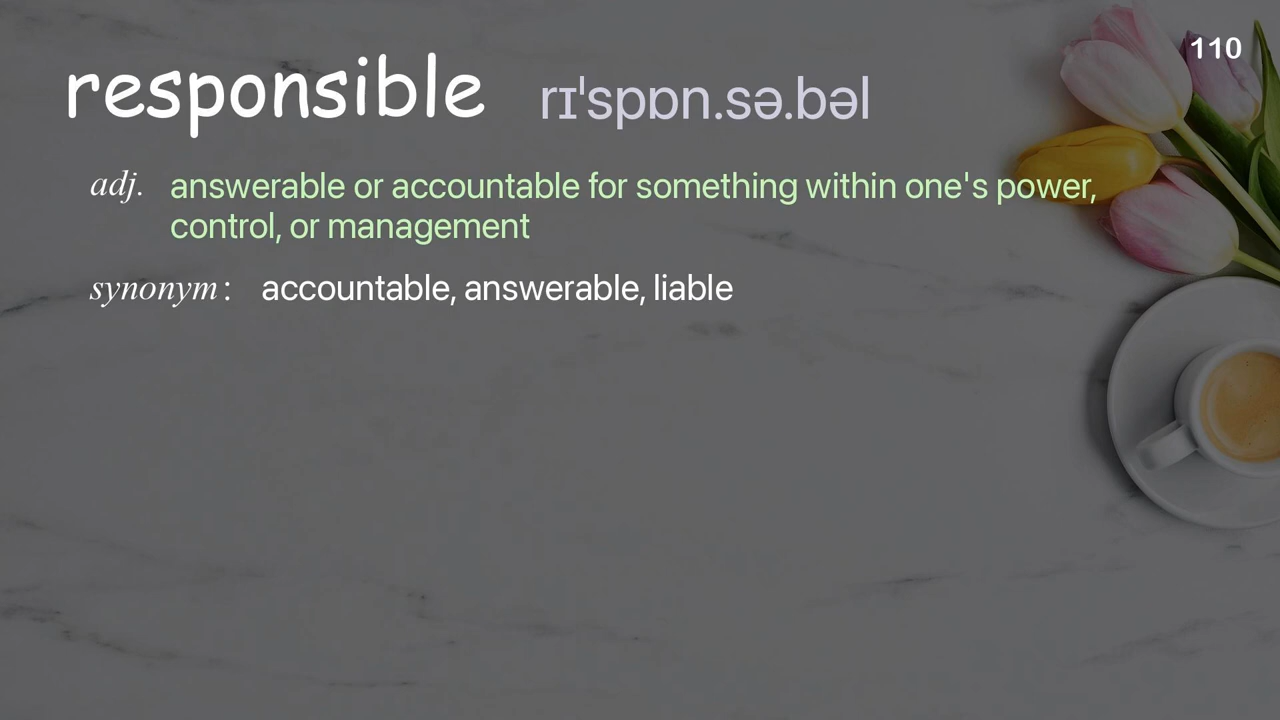 110
responsible rɪˈspɒn.sə.bəl
adj. answerable or accountable for something within one's power,
control, or management
synonym : accountable, answerable, liable